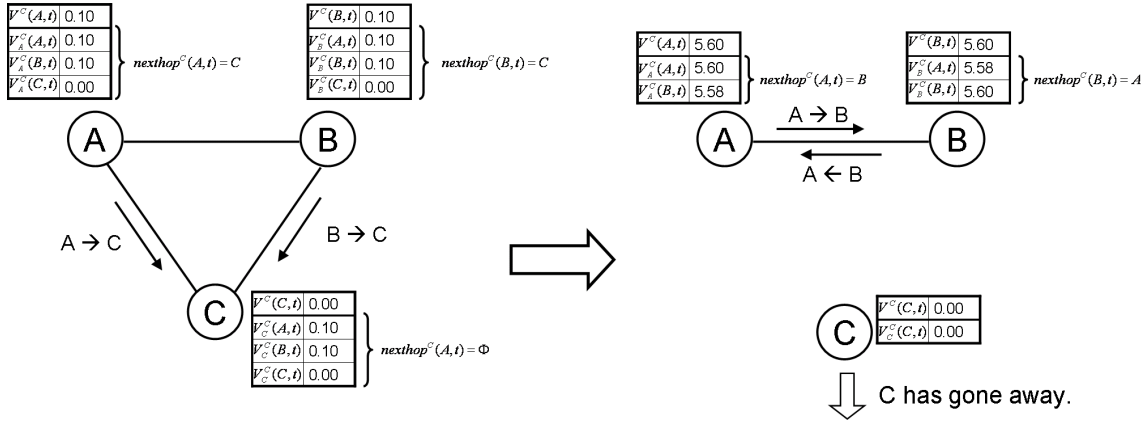 V^C(A,t) 0.10
V_A^C(A,t) 0.10
V_A^C(B,t) 0.10
V_A^C(C,t) 0.00
nexthop^C(A,t) = C
V^C(B,t) 0.10
V_B^C(A,t) 0.10
V_B^C(B,t) 0.10
V_B^C(C,t) 0.00
nexthop^C(B,t) = C
A
B
A → C
B → C
C
V^C(C,t) 0.00
V_C^C(A,t) 0.10
V_C^C(B,t) 0.10
V_C^C(C,t) 0.00
nexthop^C(A,t) = Φ
V^C(A,t) 5.60
V_A^C(A,t) 5.60
V_A^C(B,t) 5.58
nexthop^C(A,t) = B
V^C(B,t) 5.60
V_B^C(A,t) 5.58
V_B^C(B,t) 5.60
nexthop^C(B,t) = A
A
A → B
A ← B
B
C
V^C(C,t) 0.00
V_C^C(C,t) 0.00
C has gone away.